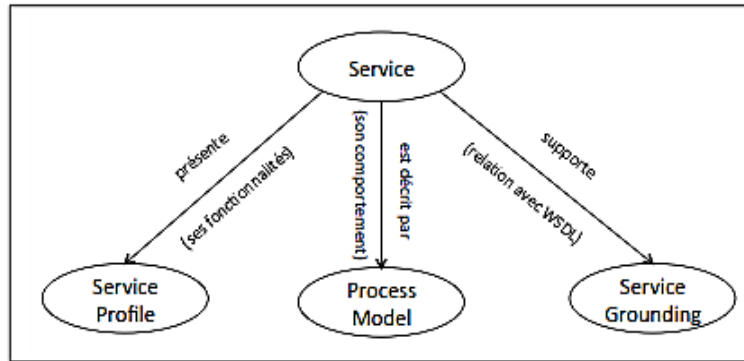 Service
présente
(ses fonctionnalités)
(son comportement)
est décrit par
supporte
(relation avec WSDL)
Service
Profile
Process
Model
Service
Grounding